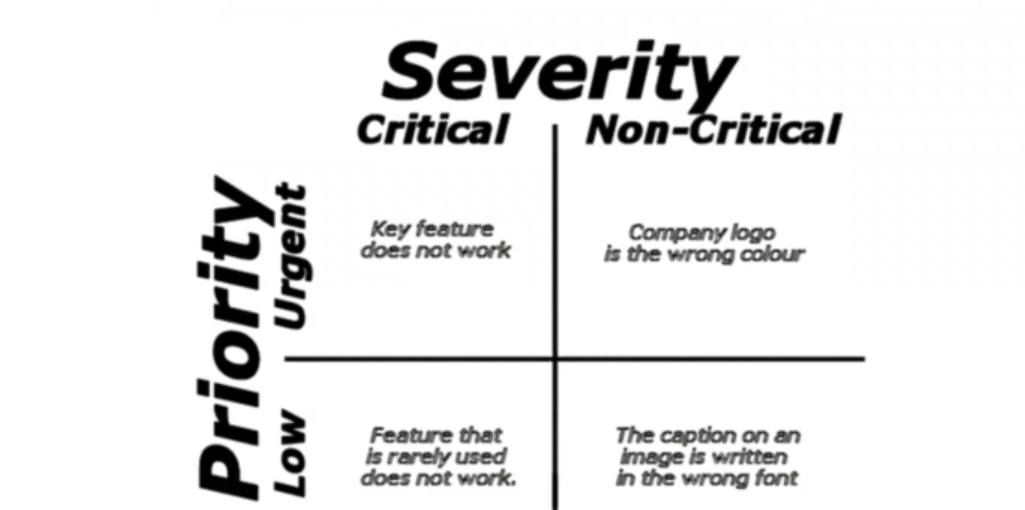 Severity
Critical
Non-Critical
Priority
Urgent
Key feature
does not work
Company logo
is the wrong colour
Low
Feature that
is rarely used
does not work.
The caption on an
image is written
in the wrong font